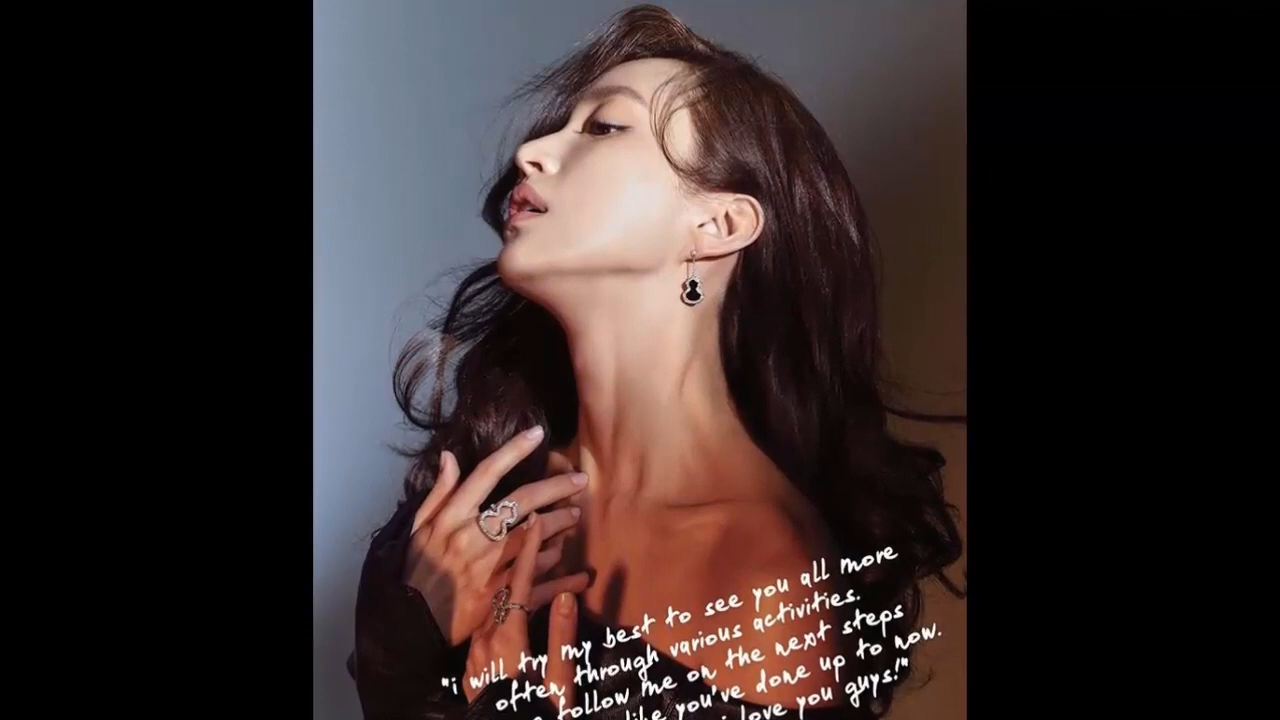 "i will try my best to see you all more
often through various activities.
follow me on the next steps
like you've done up to now.
i love you guys!"